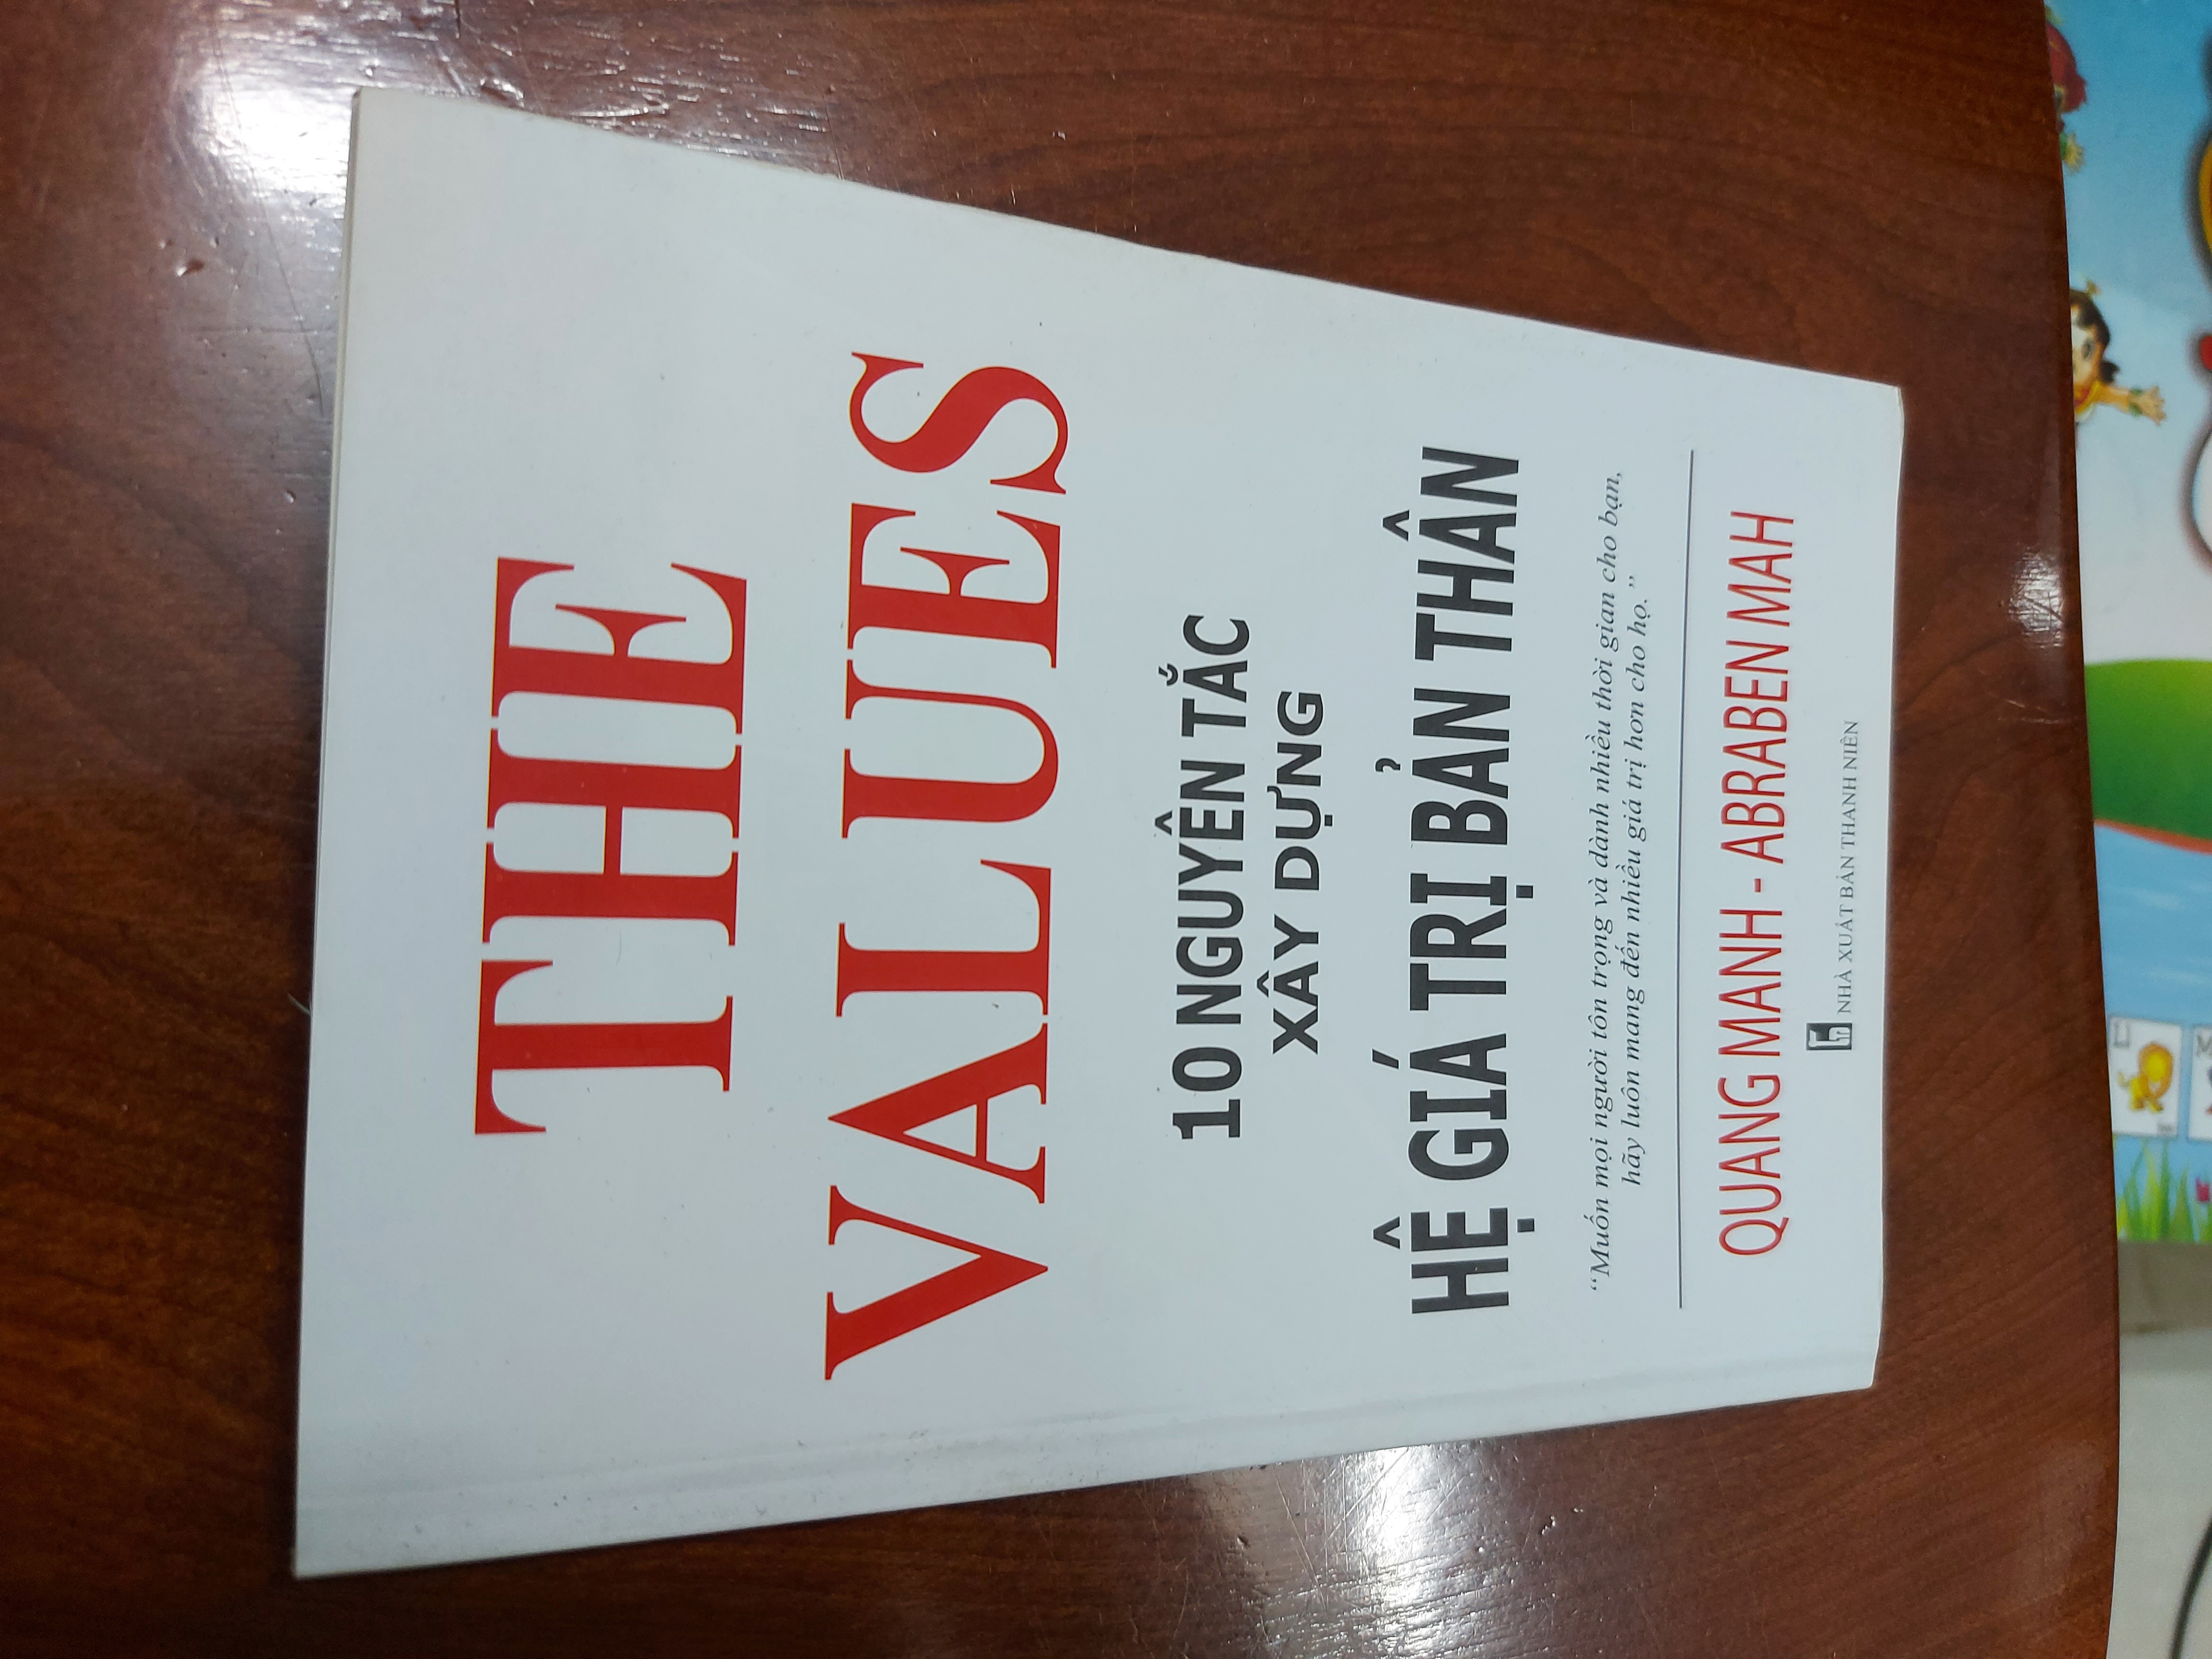 THE
VALUES
10 NGUYÊN TẮC
XÂY DỰNG
HỆ GIÁ TRỊ BẢN THÂN
“Muốn mọi người tôn trọng và dành nhiều thời gian cho bạn,
hãy luôn mang đến nhiều giá trị hơn cho họ.”
QUANG MANH - ABRABEN MAH
NHÀ XUẤT BẢN THANH NIÊN